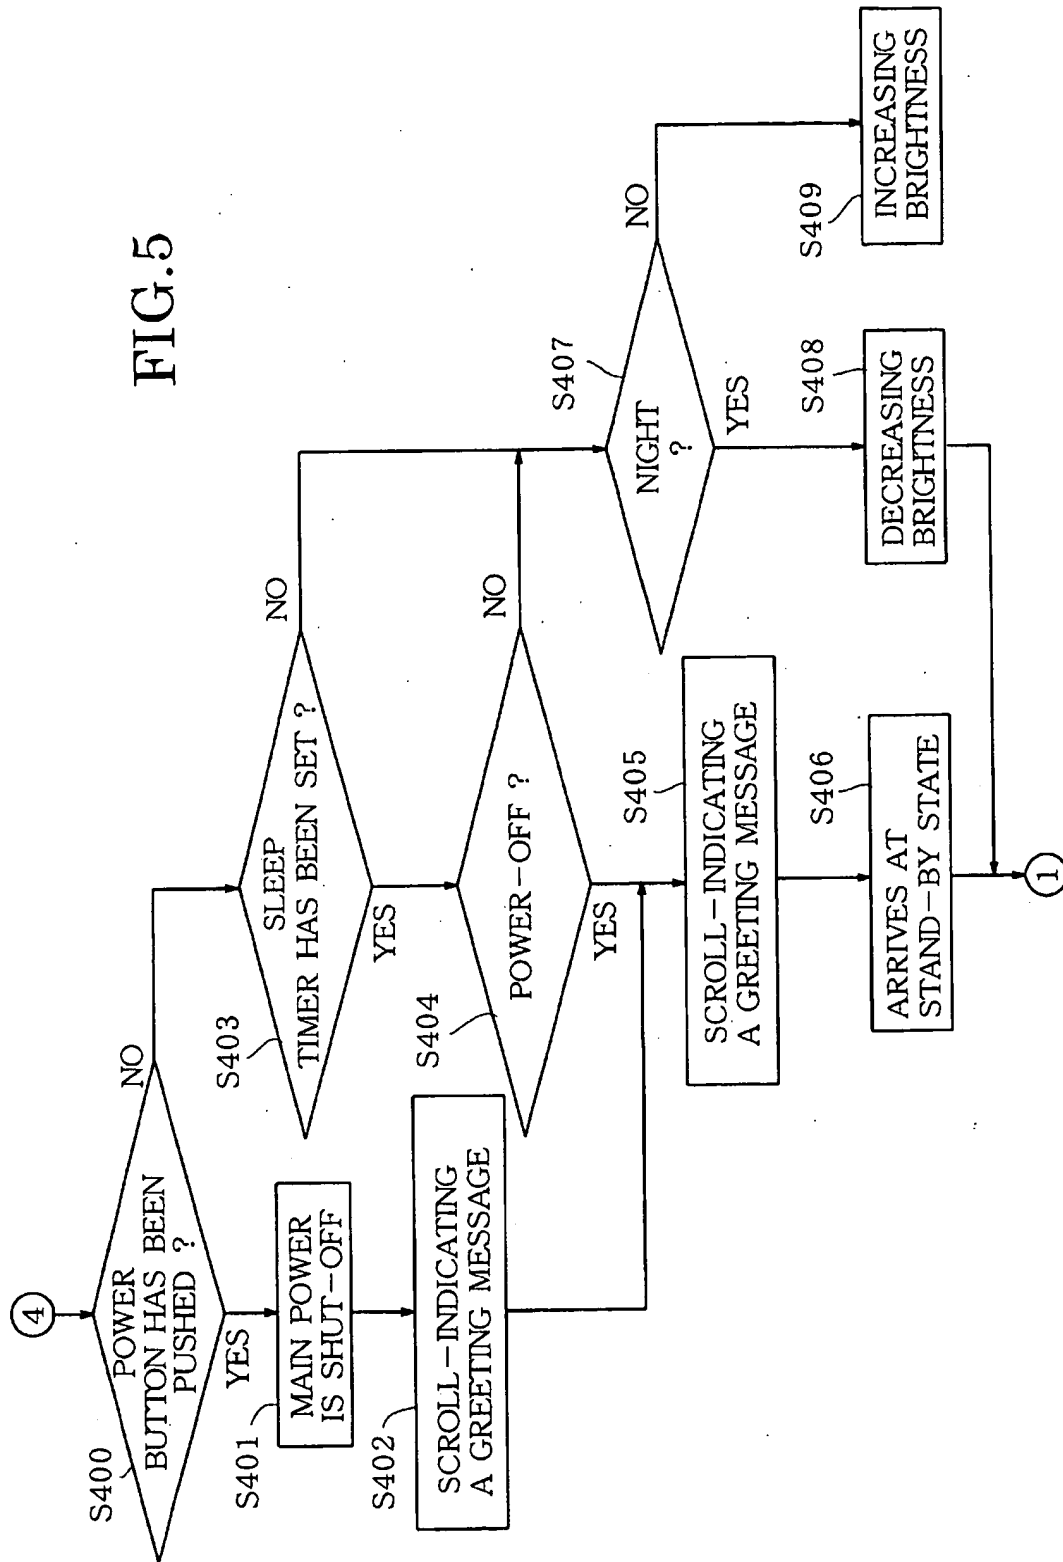 FIG.5
4
S400
POWER
BUTTON HAS BEEN
PUSHED ?
NO
YES
S401
MAIN POWER
IS SHUT-OFF
S402
SCROLL-INDICATING
A GREETING MESSAGE
S403
SLEEP
TIMER HAS BEEN SET ?
NO
YES
S404
POWER-OFF ?
NO
YES
S405
SCROLL-INDICATING
A GREETING MESSAGE
S406
ARRIVES AT
STAND-BY STATE
S407
NIGHT
?
NO
YES
S408
DECREASING
BRIGHTNESS
S409
INCREASING
BRIGHTNESS
1